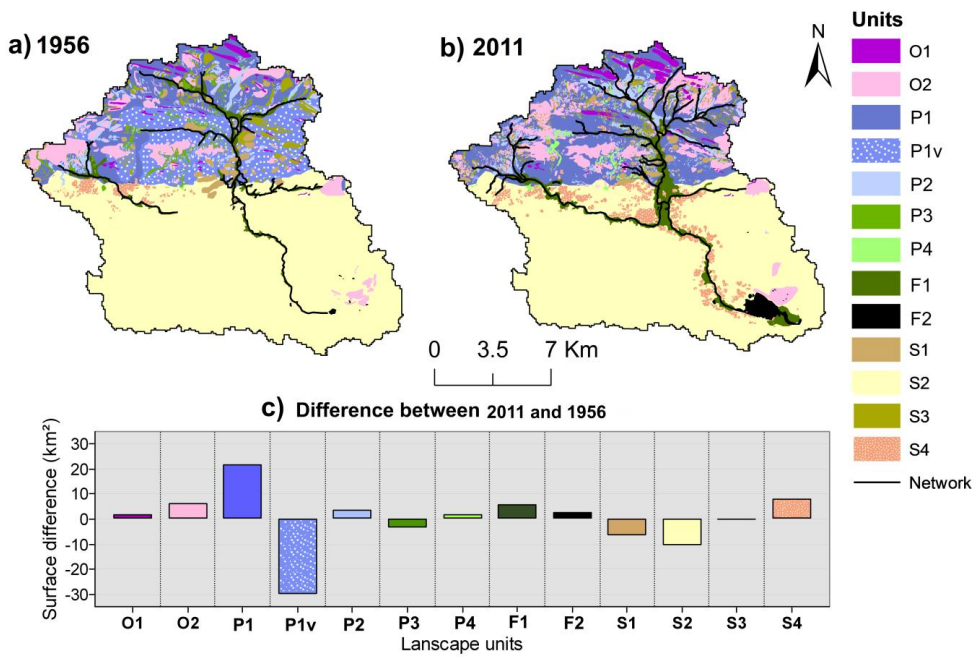 a) 1956
b) 2011
N
Units
O1
O2
P1
P1v
P2
P3
P4
F1
F2
S1
S2
S3
S4
Network
0 3.5 7 Km
c) Difference between 2011 and 1956
Surface difference (km²)
30
20
10
0
-10
-20
-30
O1 O2 P1 P1v P2 P3 P4 F1 F2 S1 S2 S3 S4
Lanscape units